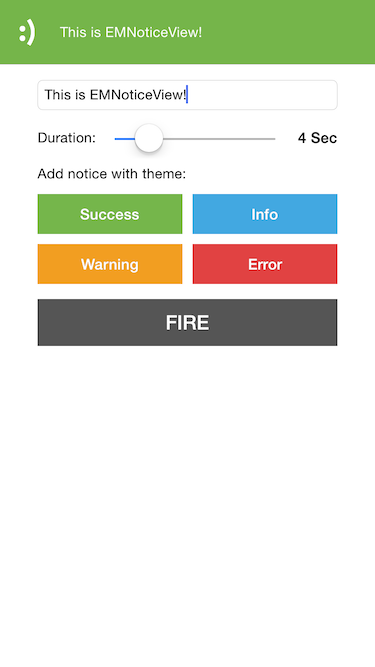 :) This is EMNoticeView!
This is EMNoticeView!
Duration: 4 Sec
Add notice with theme:
Success Info
Warning Error
FIRE